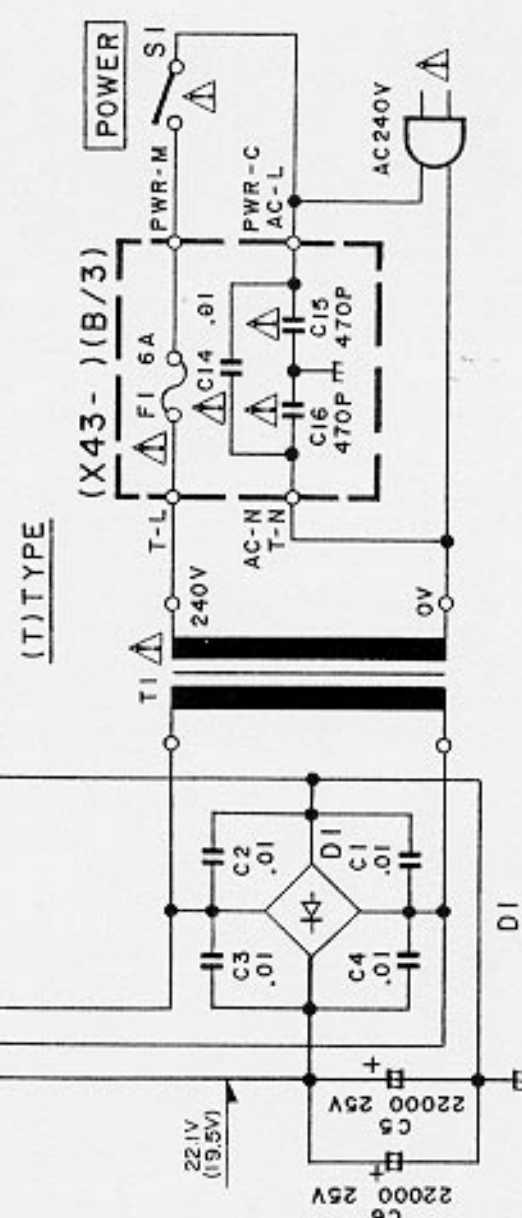 (T)TYPE
(X43- )(B/3)
POWER
T1
T-L
F1 6A
PWR-M
S1
240V
C14 .01
AC-N
T-N
PWR-C
AC-L
C16
470P
C15
470P
AC240V
0V
22.1V
(19.5V)
C3
.01
C2
.01
D1
C4
.01
C1
.01
C5
22000 25V
C6
22000 25V
D1